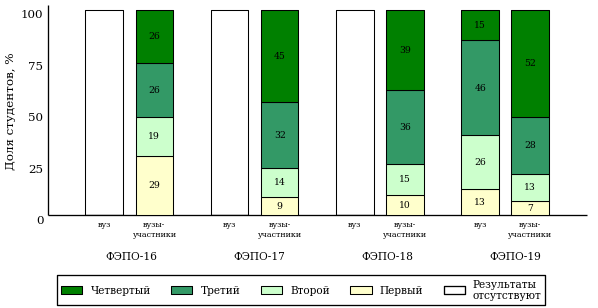 Доля студентов, %
100
75
50
25
0
26
26
19
29
45
32
14
9
39
36
15
10
15
46
26
13
52
28
13
7
вуз
вузы-
участники
вуз
вузы-
участники
вуз
вузы-
участники
вуз
вузы-
участники
ФЭПО-16 ФЭПО-17 ФЭПО-18 ФЭПО-19
Четвертый Третий Второй Первый Результаты
отсутствуют